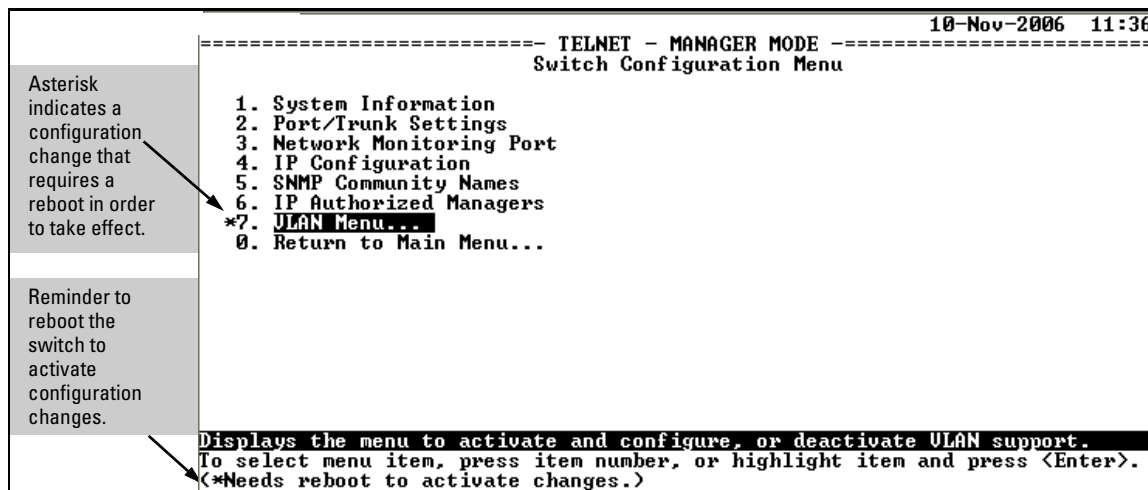 10-Nov-2006 11:36
===========================- TELNET - MANAGER MODE -=========================
Switch Configuration Menu
Asterisk
indicates a
configuration
change that
requires a
reboot in order
to take effect.
1. System Information
2. Port/Trunk Settings
3. Network Monitoring Port
4. IP Configuration
5. SNMP Community Names
6. IP Authorized Managers
*7. VLAN Menu...
0. Return to Main Menu...
Reminder to
reboot the
switch to
activate
configuration
changes.
Displays the menu to activate and configure, or deactivate VLAN support.
To select menu item, press item number, or highlight item and press <Enter>.
(*Needs reboot to activate changes.)